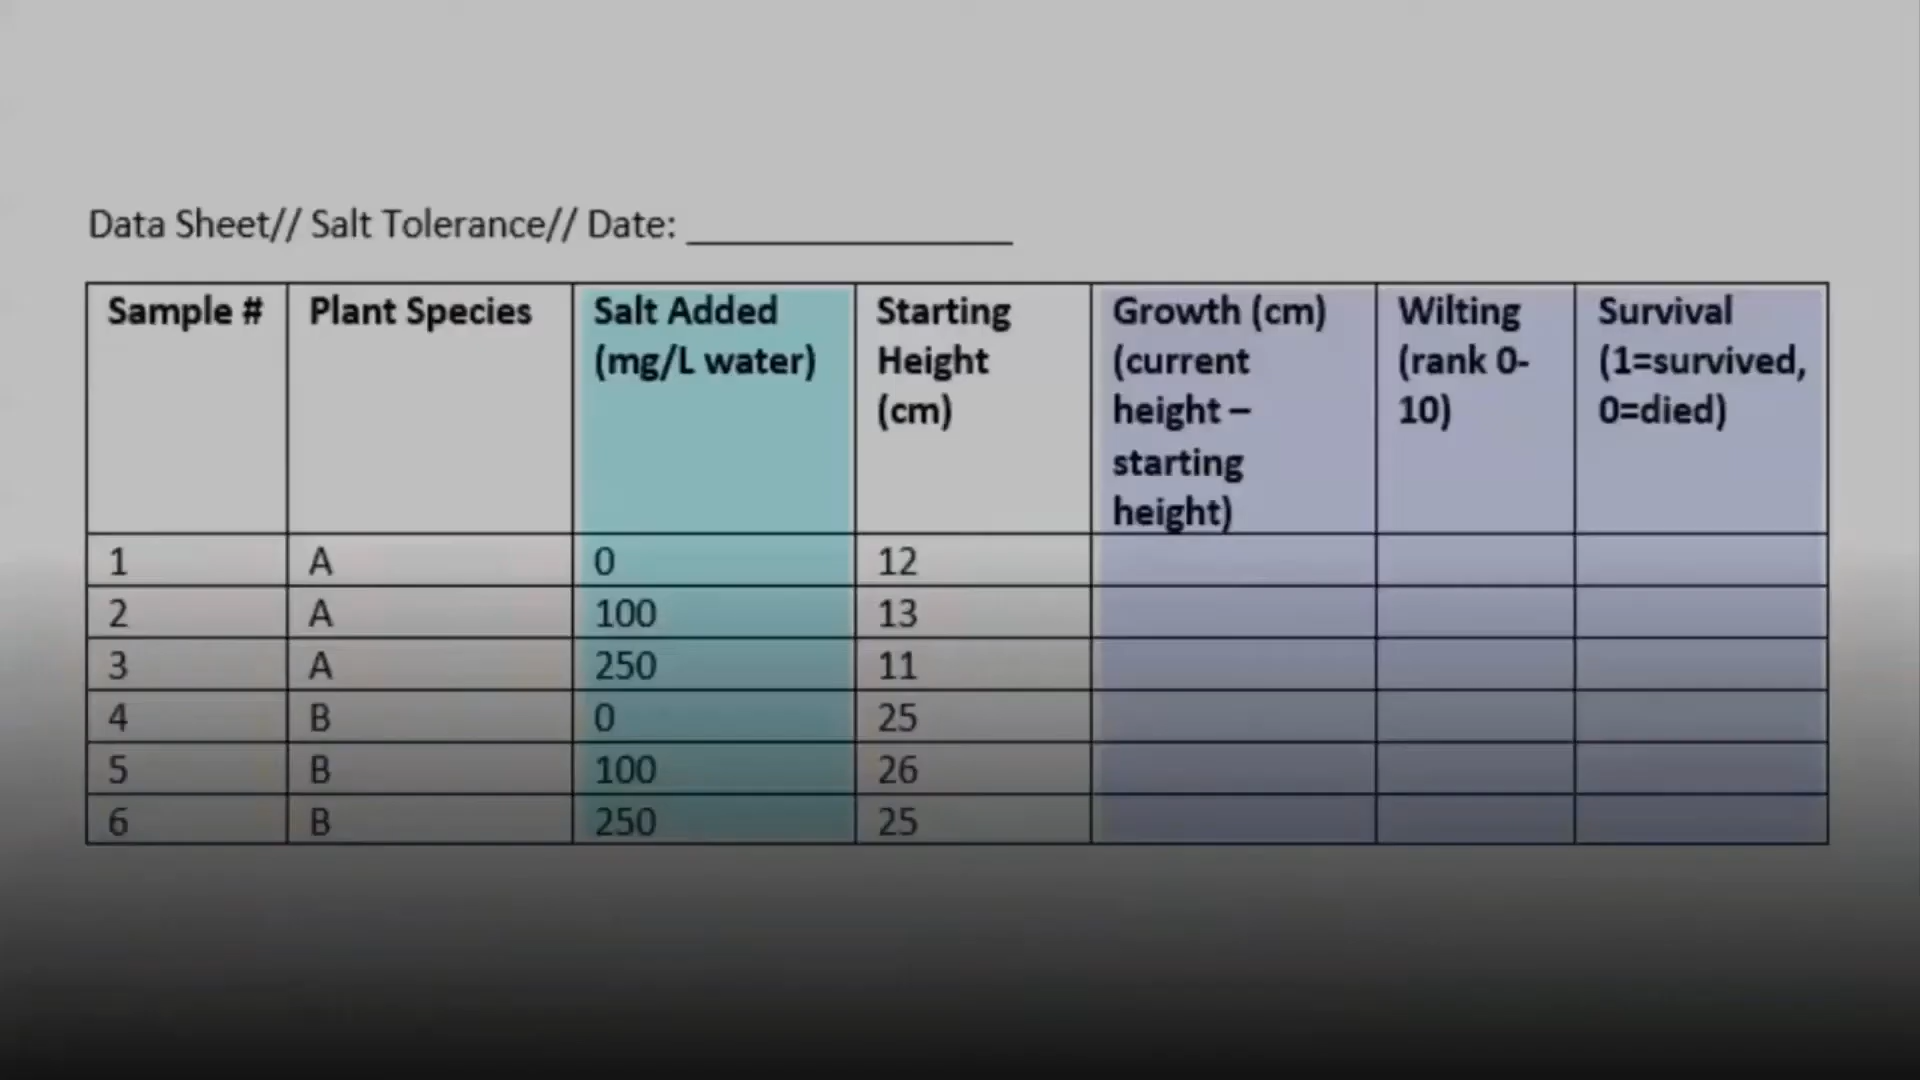 Data Sheet// Salt Tolerance// Date: _______________
Sample # Plant Species Salt Added (mg/L water) Starting Height (cm) Growth (cm) (current height – starting height) Wilting (rank 0-10) Survival (1=survived, 0=died)
1 A 0 12
2 A 100 13
3 A 250 11
4 B 0 25
5 B 100 26
6 B 250 25